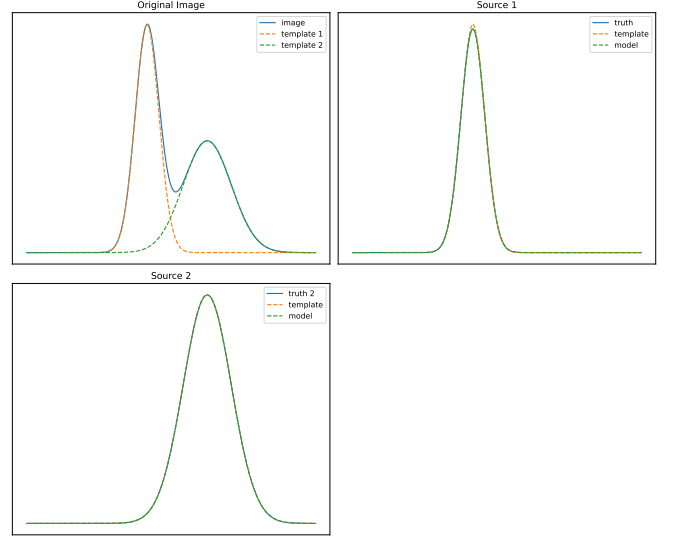 Original Image
image
template 1
template 2
Source 1
truth
template
model
Source 2
truth 2
template
model